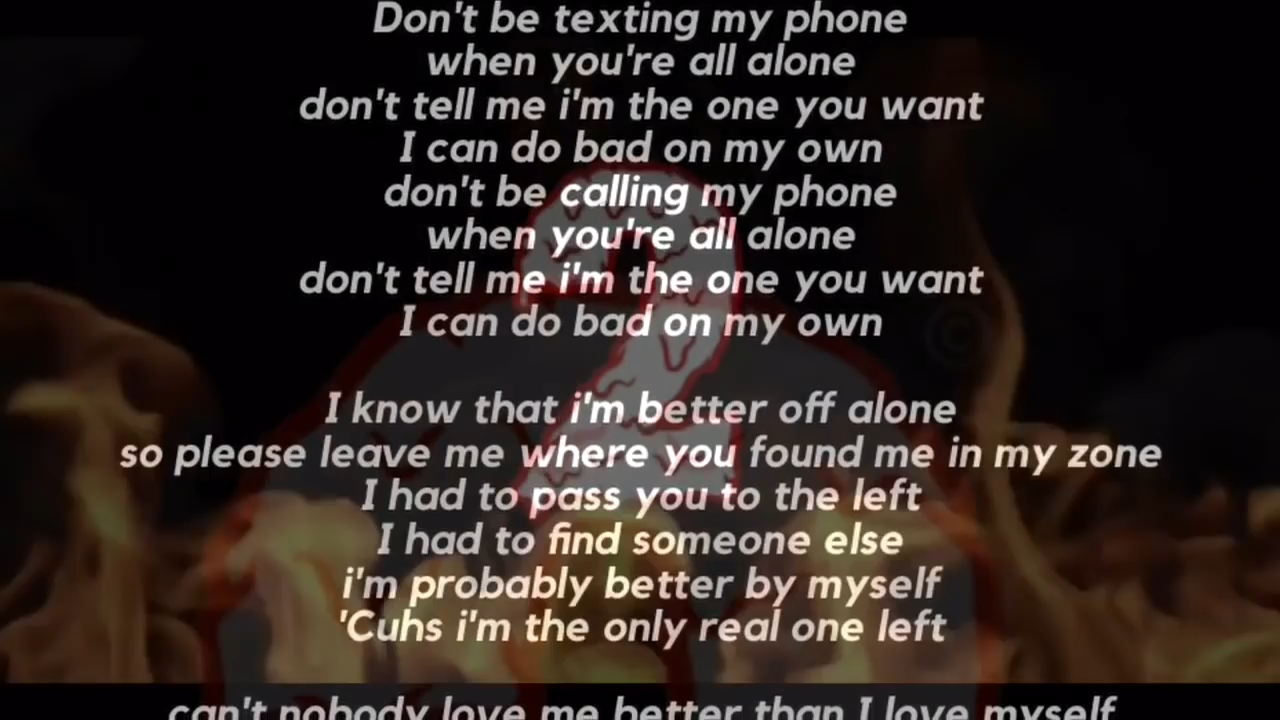 Don't be texting my phone
when you're all alone
don't tell me i'm the one you want
I can do bad on my own
don't be calling my phone
when you're all alone
don't tell me i'm the one you want
I can do bad on my own
I know that i'm better off alone
so please leave me where you found me in my zone
I had to pass you to the left
I had to find someone else
i'm probably better by myself
'Cuhs i'm the only real one left
can't nobody love me better than I love myself